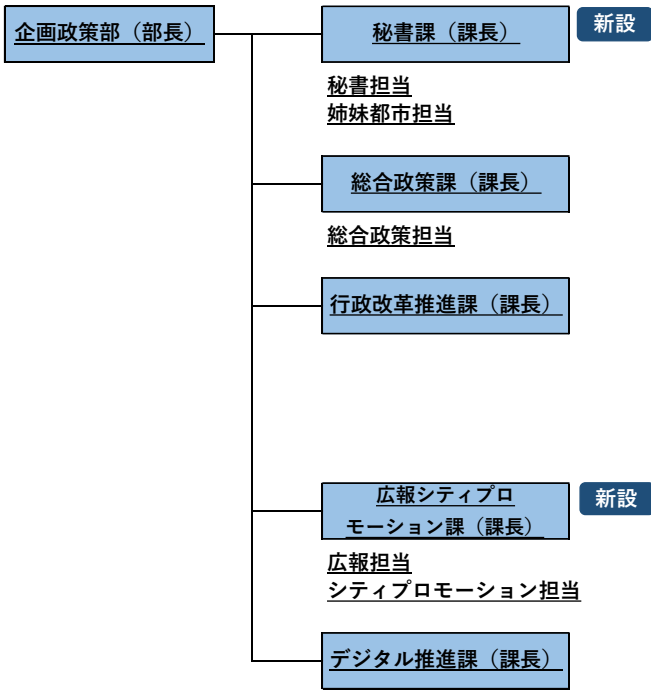 企画政策部（部長）
秘書課（課長）
新設
秘書担当
姉妹都市担当
総合政策課（課長）
総合政策担当
行政改革推進課（課長）
広報シティプロ
モーション課（課長）
新設
広報担当
シティプロモーション担当
デジタル推進課（課長）